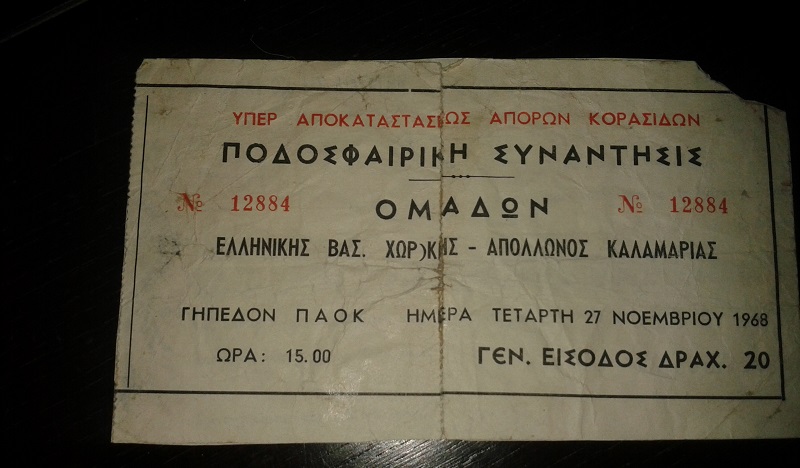 ΥΠΕΡ ΑΠΟΚΑΤΑΣΤΑΣΕΩΣ ΑΠΟΡΩΝ ΚΟΡΑΣΙΔΩΝ
ΠΟΔΟΣΦΑΙΡΙΚΗ ΣΥΝΑΝΤΗΣΙΣ
№ 12884 ΟΜΑΔΩΝ № 12884
ΕΛΛΗΝΙΚΗΣ ΒΑΣ. ΧΩΡ)ΚΗΣ - ΑΠΟΛΛΩΝΟΣ ΚΑΛΑΜΑΡΙΑΣ
ΓΗΠΕΔΟΝ ΠΑΟΚ ΗΜΕΡΑ ΤΕΤΑΡΤΗ 27 ΝΟΕΜΒΡΙΟΥ 1968
ΩΡΑ: 15.00 ΓΕΝ. ΕΙΣΟΔΟΣ ΔΡΑΧ. 20